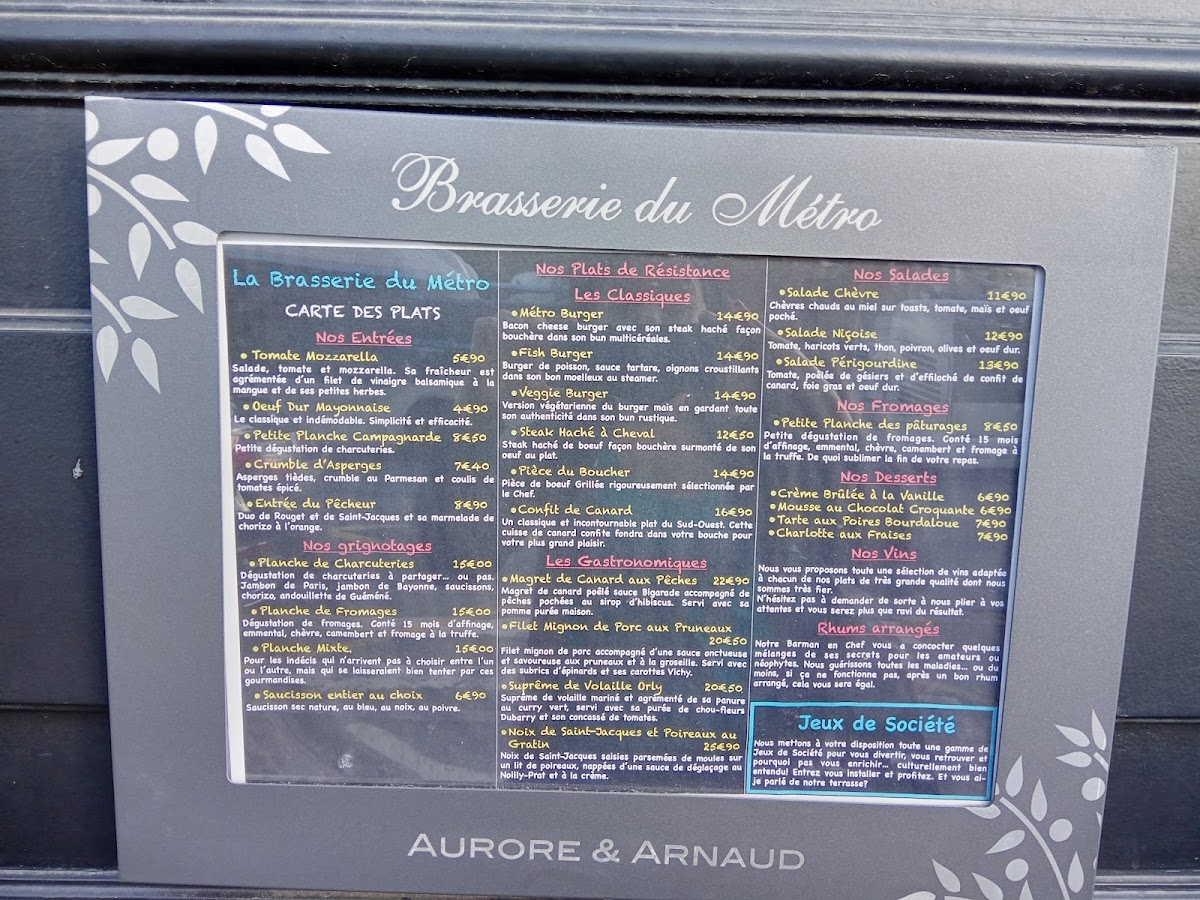 Brasserie du Métro
La Brasserie du Métro
CARTE DES PLATS
Nos Entrées
• Tomate Mozzarella 5€90
Salade, tomate et mozzarella. Sa fraîcheur est
agrémentée d'un filet de vinaigre balsamique à la
mangue et de ses petites herbes.
• Oeuf Dur Mayonnaise 4€90
Le classique et indémodable. Simplicité et efficacité.
• Petite Planche Campagnarde 8€50
Petite dégustation de charcuteries.
• Crumble d'Asperges 7€40
Asperges tièdes, crumble au Parmesan et coulis de
tomates épicé.
• Entrée du Pêcheur 8€90
Duo de Rouget et de Saint-Jacques et sa marmelade de
chorizo à l'orange.
Nos grignotages
• Planche de Charcuteries 15€00
Dégustation de charcuteries à partager... ou pas.
Jambon de Paris, jambon de Bayonne, saucissons,
chorizo, andouillette de Guéméné.
• Planche de Fromages 15€00
Dégustation de fromages. Conté 15 mois d'affinage,
emmental, chèvre, camembert et fromage à la truffe.
• Planche Mixte. 15€00
Pour les indécis qui n'arrivent pas à choisir entre l'un
ou l'autre, mais qui se laisseraient bien tenter par ces
gourmandises.
• Saucisson entier au choix 6€90
Saucisson sec nature, au bleu, au noix, au poivre.
Nos Plats de Résistance
Les Classiques
• Métro Burger 14€90
Bacon cheese burger avec son steak haché façon
bouchère dans son bun multicéréales.
• Fish Burger 14€90
Burger de poisson, sauce tartare, oignons croustillants
dans son bon moelleux au steamer.
• Veggie Burger 14€90
Version végétarienne du burger mais en gardant toute
son authenticité dans son bun rustique.
• Steak Haché à Cheval 12€50
Steak haché de boeuf façon bouchère surmonté de son
oeuf au plat.
• Pièce du Boucher 14€90
Pièce de boeuf Grillée rigoureusement sélectionnée par
le Chef.
• Confit de Canard 16€90
Un classique et incontournable plat du Sud-Ouest. Cette
cuisse de canard confite fondra dans votre bouche pour
votre plus grand plaisir.
Les Gastronomiques
• Magret de Canard aux Pêches 22€90
Magret de canard poêlé sauce Bigarade accompagné de
pêches pochées au sirop d'hibiscus. Servi avec sa
pomme purée maison.
• Filet Mignon de Porc aux Pruneaux
20€50
Filet mignon de porc accompagné d'une sauce onctueuse
et savoureuse aux pruneaux et à la groseille. Servi avec
des subrics d'épinards et ses carottes Vichy.
• Suprême de Volaille Orly 20€50
Suprême de volaille mariné et agrémenté de sa panure
au curry vert, servi avec sa purée de chou-fleurs
Dubarry et son concassé de tomates.
• Noix de Saint-Jacques et Poireaux au
Gratin 25€90
Noix de Saint-Jacques saisies parsemées de moules sur
un lit de poireaux, nappées d'une sauce de déglaçage au
Noilly-Prat et à la crème.
Nos Salades
• Salade Chèvre 11€90
Chèvres chauds au miel sur toasts, tomate, maïs et oeuf
poché.
• Salade Niçoise 12€90
Tomate, haricots verts, thon, poivron, olives et oeuf dur.
• Salade Périgourdine 13€90
Tomate, poêlée de gésiers et d'effiloché de confit de
canard, foie gras et oeuf dur.
Nos Fromages
• Petite Planche des pâturages 8€50
Petite dégustation de fromages. Conté 15 mois
d'affinage, emmental, chèvre, camembert et fromage à
la truffe. De quoi sublimer la fin de votre repas.
Nos Desserts
• Crème Brûlée à la Vanille 6€90
• Mousse au Chocolat Croquante 6€90
• Tarte aux Poires Bourdaloue 7€90
• Charlotte aux Fraises 7€90
Nos Vins
Nous vous proposons toute une sélection de vins adaptée
à chacun de nos plats de très grande qualité dont nous
sommes très fier.
N'hésitez pas à demander de sorte à nous plier à vos
attentes et vous serez plus que ravi du résultat.
Rhums arrangés
Notre Barman en Chef vous a concocter quelques
mélanges de ses secrets pour les amateurs ou
néophytes. Nous guérissons toutes les maladies... ou du
moins, si ça ne fonctionne pas, après un bon rhum
arrangé, cela vous sera égal.
Jeux de Société
Nous mettons à votre disposition toute une gamme de
Jeux de Société pour vous divertir, vous retrouver et
pourquoi pas vous enrichir... culturellement bien
entendu! Entrez vous installer et profitez. Et vous ai-
je parlé de notre terrasse?
AURORE & ARNAUD